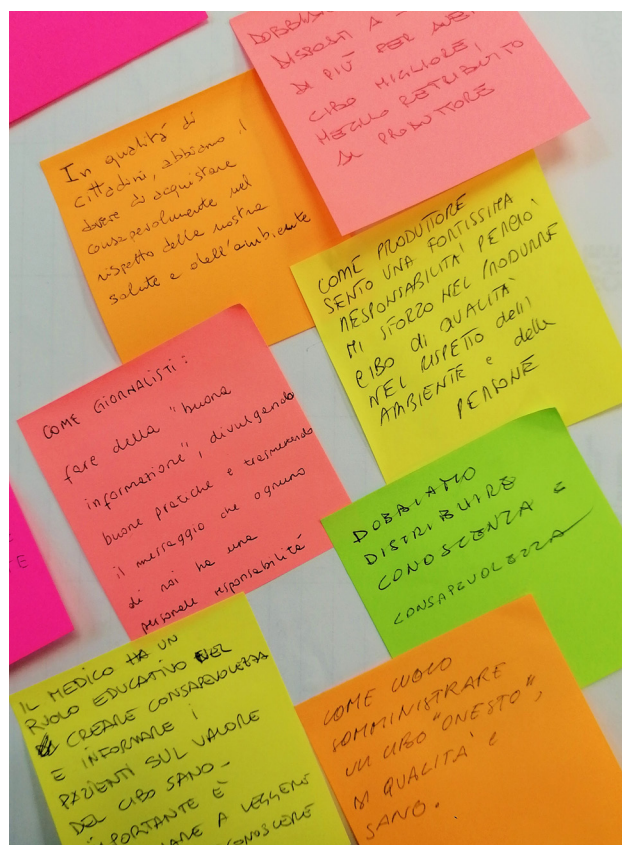 DOBBIAMO
DISPOSTI A
DI PIÙ PER AVERE
CIBO MIGLIORE,
MEGLIO RETRIBUITO
AL PRODUTTORE
In qualità di
cittadini, abbiamo il
dovere di acquistare
consapevolmente nel
rispetto della nostra
salute e dell'ambiente
COME PRODUTORE
SENTO UNA FORTISSIMA
RESPONSABILITÀ PERCIÒ
MI SFORZO NEL PRODURRE
CIBO DI QUALITÀ
NEL RISPETTO dell'
AMBIENTE e delle
PERSONE
COME GIORNALISTI:
fare della "buona
informazione", divulgando
buone pratiche e trasmettendo
il messaggio che ognuno
di noi ha una
personale responsabilità
DOBBIAMO
DISTRIBUIRE
CONOSCENZA E
CONSAPEVOLEZZA
E
IL MEDICO HA UN
RUOLO EDUCATIVO NEL
CREARE CONSAPEVOLEZZA
E INFORMARE I
PAZIENTI SUL VALORE
DEL CIBO SANO -
IMPORTANTE È
A LEGGERE
CONOSCERE
COME CUOCO
SOMMINISTRARE
UN CIBO "ONESTO",
DI QUALITÀ e
SANO.